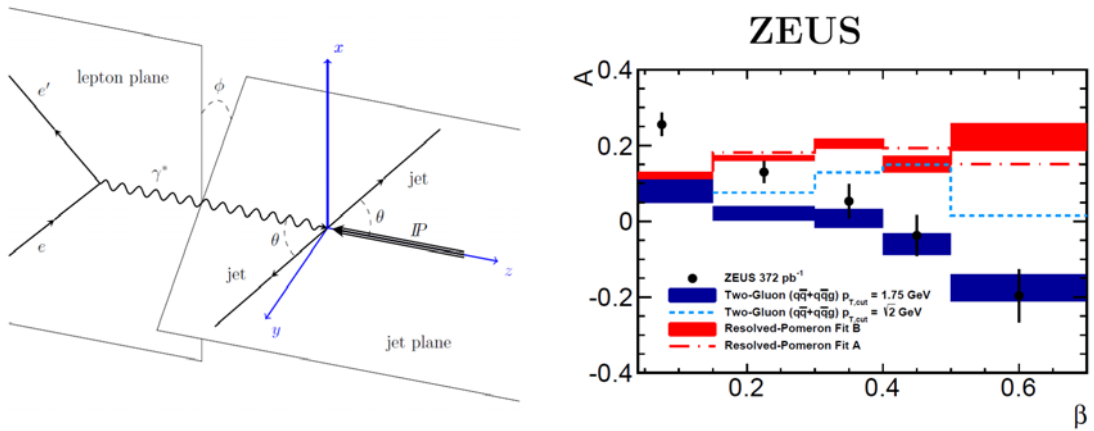 lepton plane
ϕ
x
e′
γ*
jet
θ
IP
e
θ
z
jet
y
jet plane
ZEUS
A
0.4
0.2
0
-0.2
-0.4
ZEUS 372 pb⁻¹
Two-Gluon (qq̅+qq̅g) p_T,cut = 1.75 GeV
Two-Gluon (qq̅+qq̅g) p_T,cut = √2 GeV
Resolved-Pomeron Fit B
Resolved-Pomeron Fit A
0.2 0.4 0.6
β